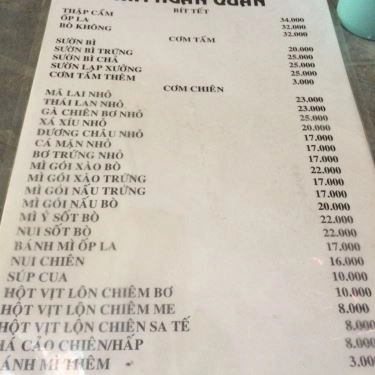 NGÂN QUÁN
BÍT TẾT
THẬP CẨM 34.000
ỐP LA 32.000
BÒ KHÔNG 32.000
CƠM TẤM
SƯỜN BÌ 20.000
SƯỜN BÌ TRỨNG 25.000
SƯỜN BÌ CHẢ 25.000
SƯỜN LẠP XƯỞNG 25.000
CƠM TẤM THÊM 3.000
CƠM CHIÊN
MÃ LAI NHỎ 23.000
THÁI LAN NHỎ 23.000
GÀ CHIÊN BƠ NHỎ 25.000
XÁ XÍU NHỎ 20.000
DƯƠNG CHÂU NHỎ 17.000
CÁ MẶN NHỎ 17.000
BƠ TRỨNG NHỎ 17.000
MÌ GÓI XÀO BÒ 22.000
MÌ GÓI XÀO TRỨNG 17.000
MÌ GÓI NẤU TRỨNG 17.000
MÌ GÓI NẤU BÒ 20.000
MÌ Ý SỐT BÒ 22.000
NUI SỐT BÒ 22.000
BÁNH MÌ ỐP LA 17.000
NUI CHIÊN 16.000
SÚP CUA 10.000
HỘT VỊT LỘN CHIÊM BƠ 10.000
HỘT VỊT LỘN CHIÊM ME 8.000
HỘT VỊT LỘN CHIÊN SA TẾ 8.000
HÁ CẢO CHIÊN/HẤP 8.000
ÁNH MÌ THÊM 3.000